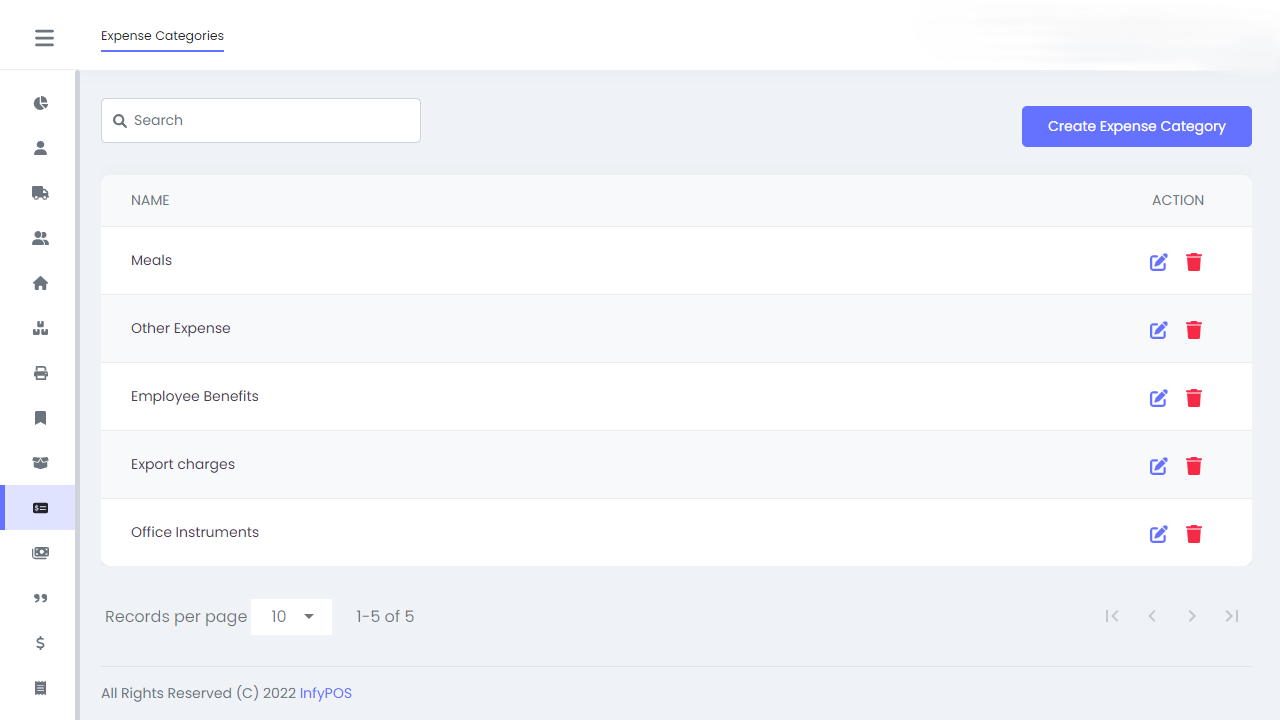 Expense Categories
Search
Create Expense Category
NAME ACTION
Meals
Other Expense
Employee Benefits
Export charges
Office Instruments
Records per page 10 1-5 of 5
All Rights Reserved (C) 2022 InfyPOS